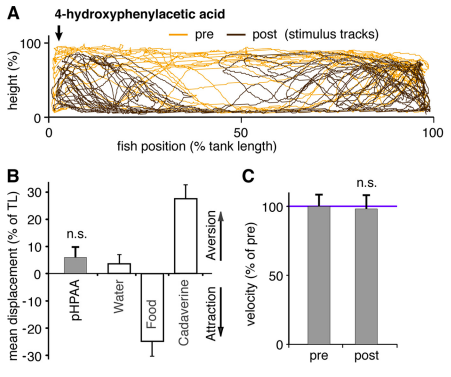 A
4-hydroxyphenylacetic acid
pre post (stimulus tracks)
100
0
height (%)
0 50 100
fish position (% tank length)
B
mean displacement (% of TL)
30
20
10
0
-10
-20
-30
n.s.
pHPAA
Water
Food
Cadaverine
Aversion
Attraction
C
velocity (% of pre)
100
50
0
n.s.
pre post